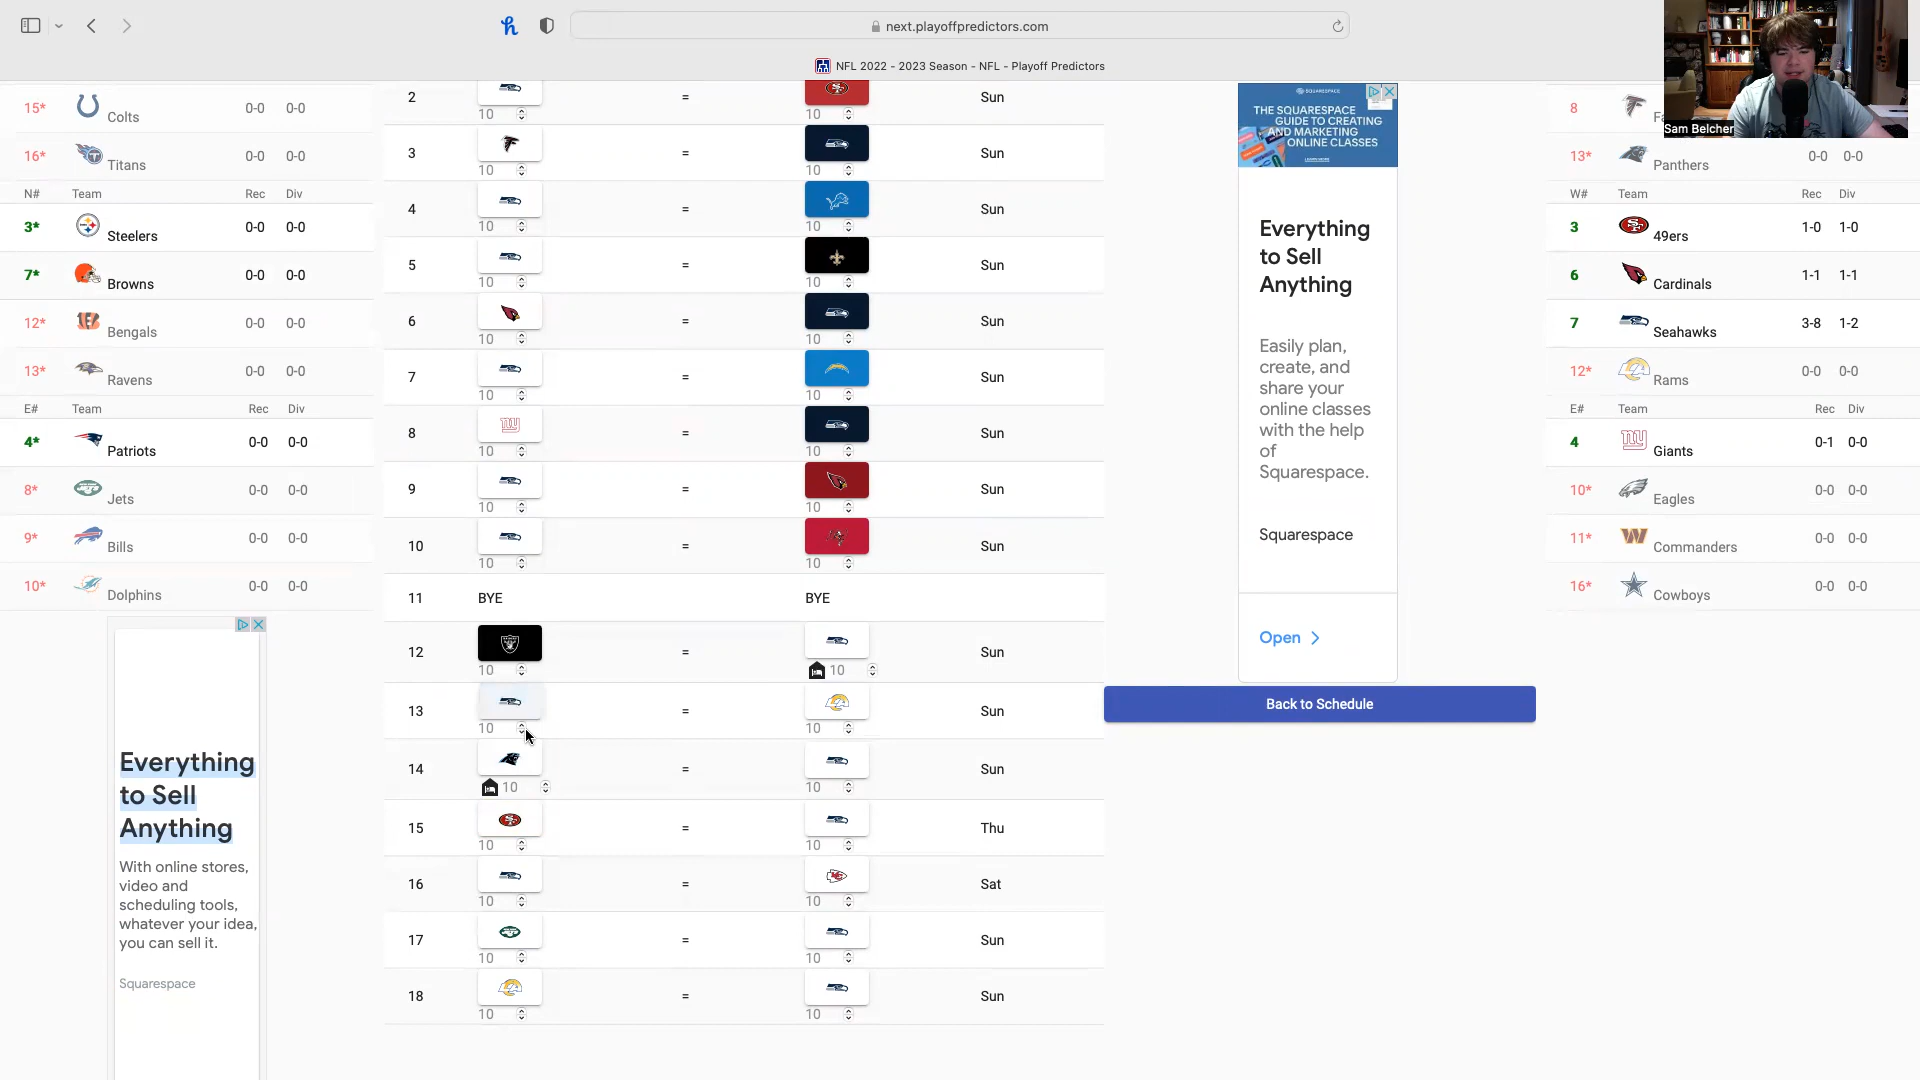 next.playoffpredictors.com
NFL 2022 - 2023 Season - NFL - Playoff Predictors
Sam Belcher
15* Colts 0-0 0-0
16* Titans 0-0 0-0
N# Team Rec Div
3* Steelers 0-0 0-0
7* Browns 0-0 0-0
12* Bengals 0-0 0-0
13* Ravens 0-0 0-0
E# Team Rec Div
4* Patriots 0-0 0-0
8* Jets 0-0 0-0
9* Bills 0-0 0-0
10* Dolphins 0-0 0-0
Everything
to Sell
Anything
With online stores,
video and
scheduling tools,
whatever your idea,
you can sell it.
Squarespace
2 = Sun
10 10
3 = Sun
10 10
4 = Sun
10 10
5 = Sun
10 10
6 = Sun
10 10
7 = Sun
10 10
8 ny = Sun
10 10
9 = Sun
10 10
10 = Sun
10 10
11 BYE BYE
12 = Sun
10 10
13 = Sun
10 10
14 = Sun
10 10
15 = Thu
10 10
16 = Sat
10 10
17 = Sun
10 10
18 = Sun
10 10
SQUARESPACE
THE SQUARESPACE
GUIDE TO CREATING
AND MARKETING
ONLINE CLASSES
LEARN MORE
Everything
to Sell
Anything
Easily plan,
create, and
share your
online classes
with the help
of
Squarespace.
Squarespace
Open
Back to Schedule
8 Fa
13* Panthers 0-0 0-0
W# Team Rec Div
3 49ers 1-0 1-0
6 Cardinals 1-1 1-1
7 Seahawks 3-8 1-2
12* Rams 0-0 0-0
E# Team Rec Div
4 ny Giants 0-1 0-0
10* Eagles 0-0 0-0
11* Commanders 0-0 0-0
16* Cowboys 0-0 0-0